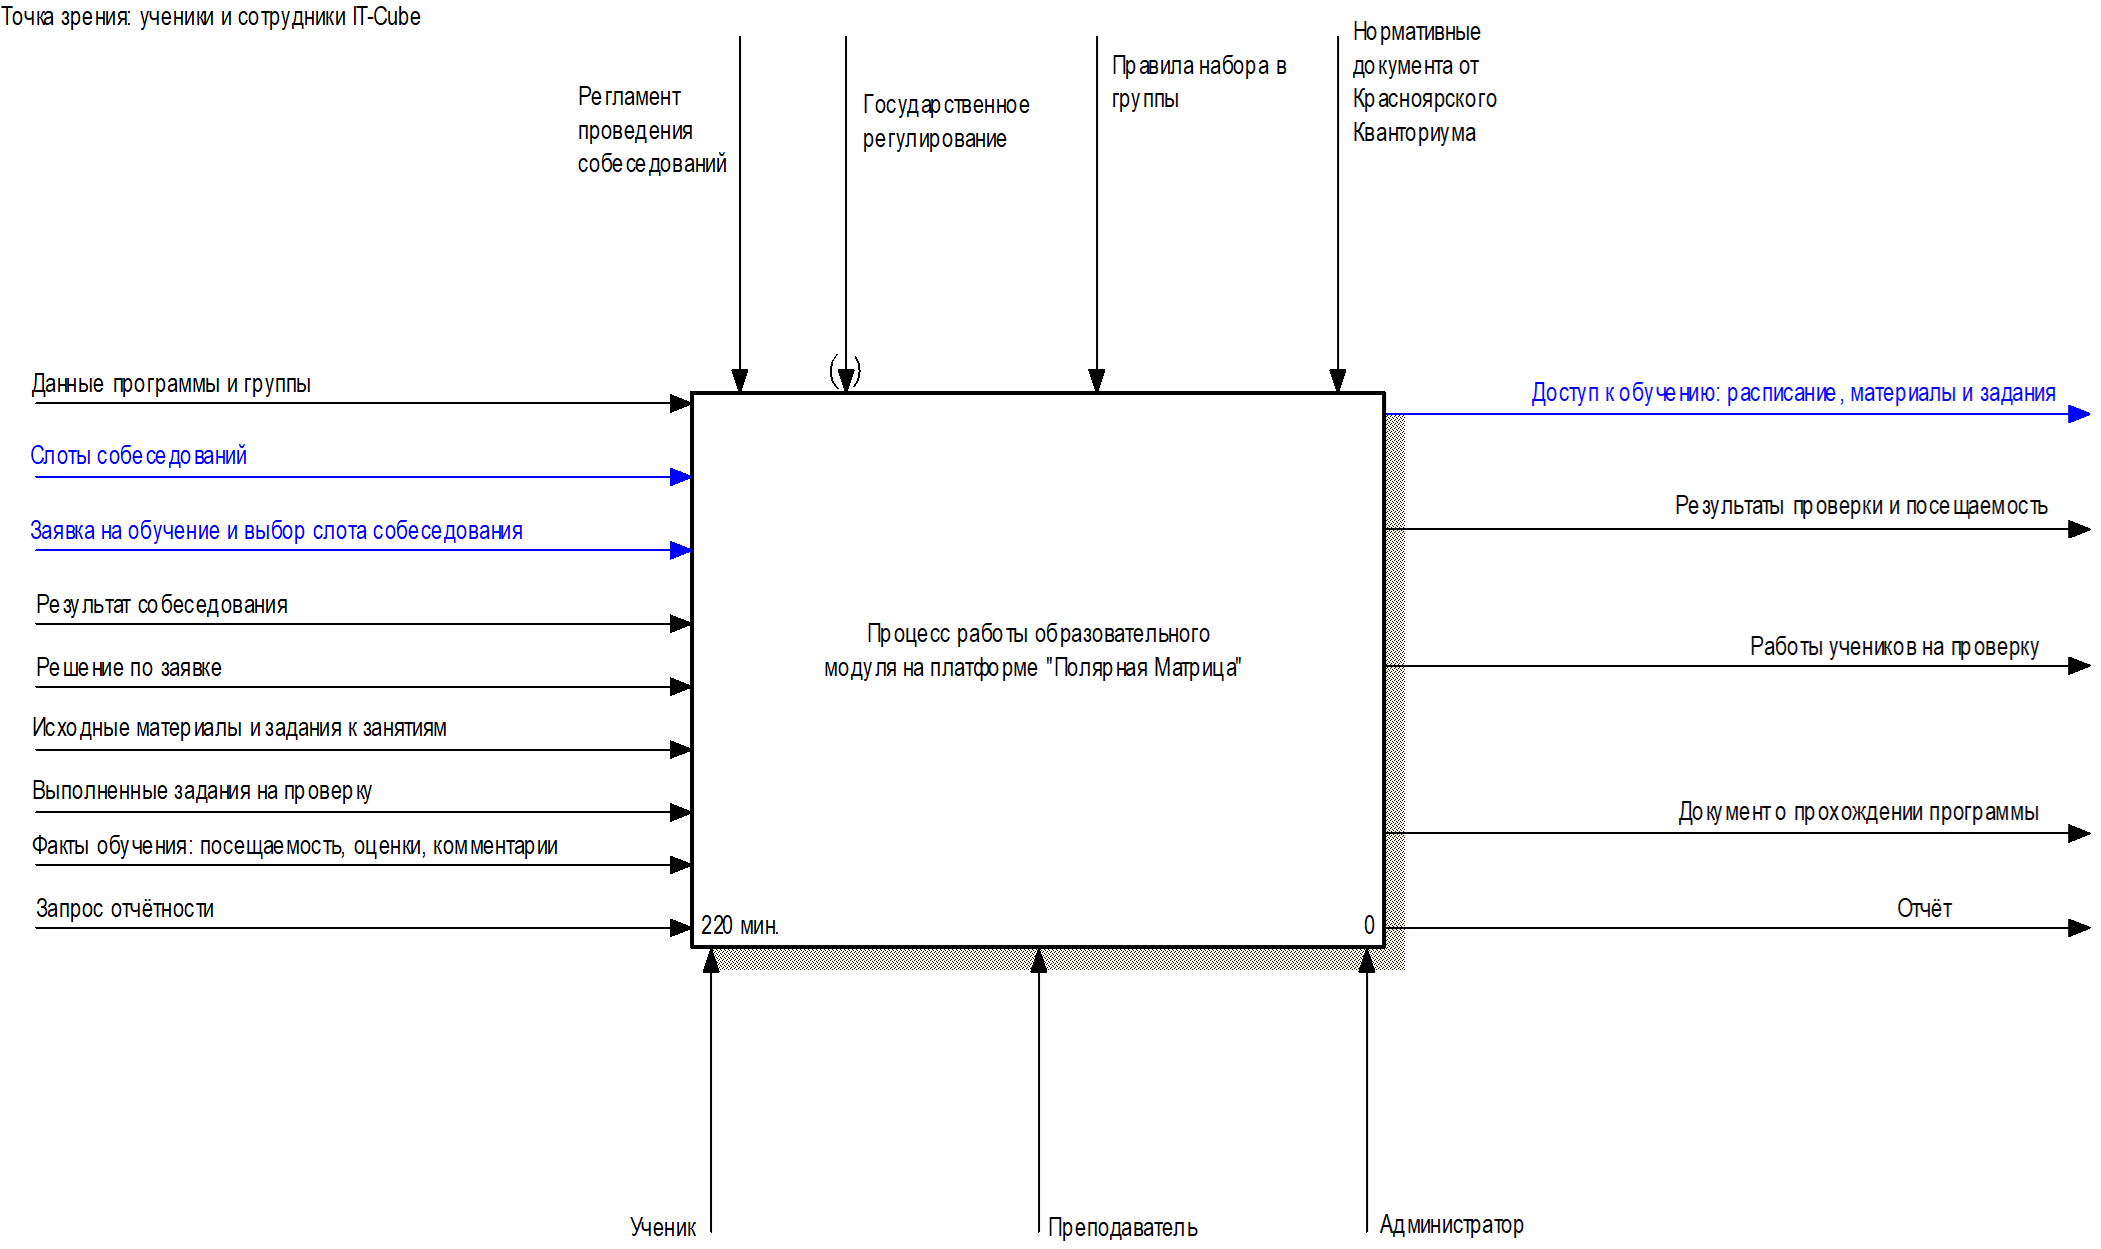 Точка зрения: ученики и сотрудники IT-Cube
Регламент
проведения
собеседований
Государственное
регулирование
Правила набора в
группы
Нормативные
документа от
Красноярского
Кванториума
( )
Данные программы и группы
Слоты собеседований
Заявка на обучение и выбор слота собеседования
Результат собеседования
Решение по заявке
Исходные материалы и задания к занятиям
Выполненные задания на проверку
Факты обучения: посещаемость, оценки, комментарии
Запрос отчётности
Процесс работы образовательного
модуля на платформе "Полярная Матрица"
220 мин.
0
Доступ к обучению: расписание, материалы и задания
Результаты проверки и посещаемость
Работы учеников на проверку
Документ о прохождении программы
Отчёт
Ученик
Преподаватель
Администратор